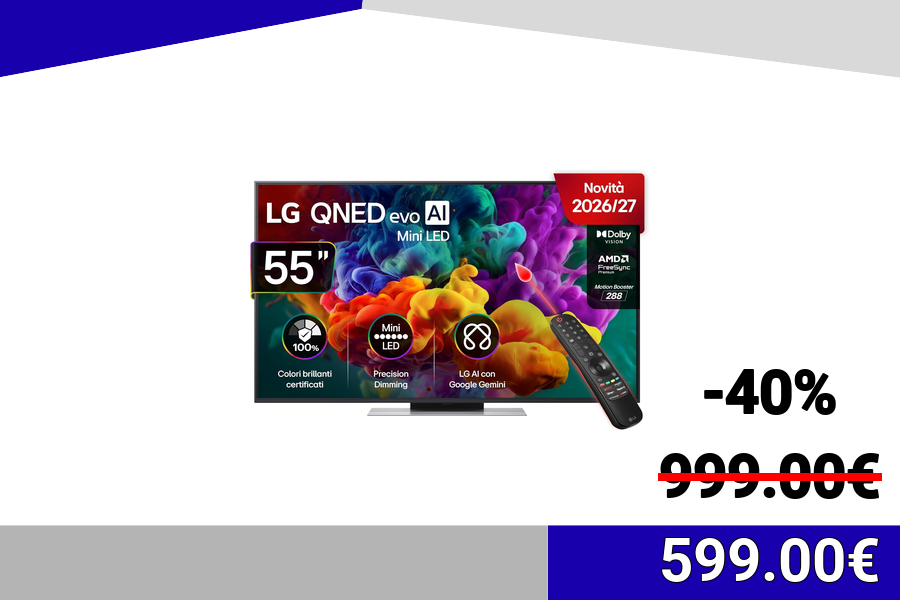 LG QNED evo AI
Mini LED
55”
Novità
2026/27
Dolby
VISION
AMD
FreeSync
Premium
Motion Booster
288
100%
Colori brillanti
certificati
Mini
LED
Precision
Dimming
LG AI con
Google Gemini
-40%
999.00€
599.00€